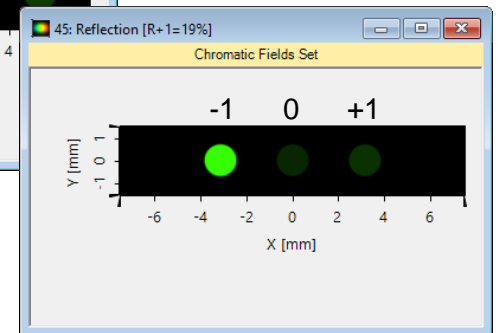 45: Reflection [R+1=19%]
4
Chromatic Fields Set
-1 0 +1
Y [mm]
-1 0 1
-6 -4 -2 0 2 4 6
X [mm]